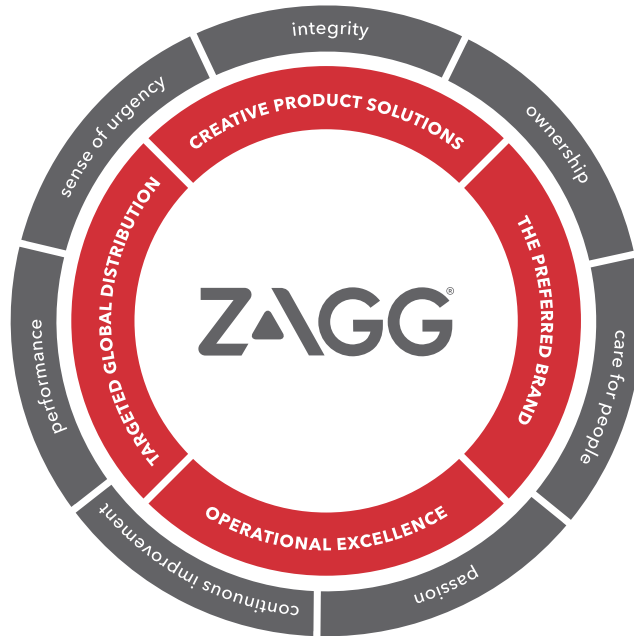 integrity
ownership
care for people
passion
continuous improvement
performance
sense of urgency
CREATIVE PRODUCT SOLUTIONS
THE PREFERRED BRAND
OPERATIONAL EXCELLENCE
TARGETED GLOBAL DISTRIBUTION
ZAGG®